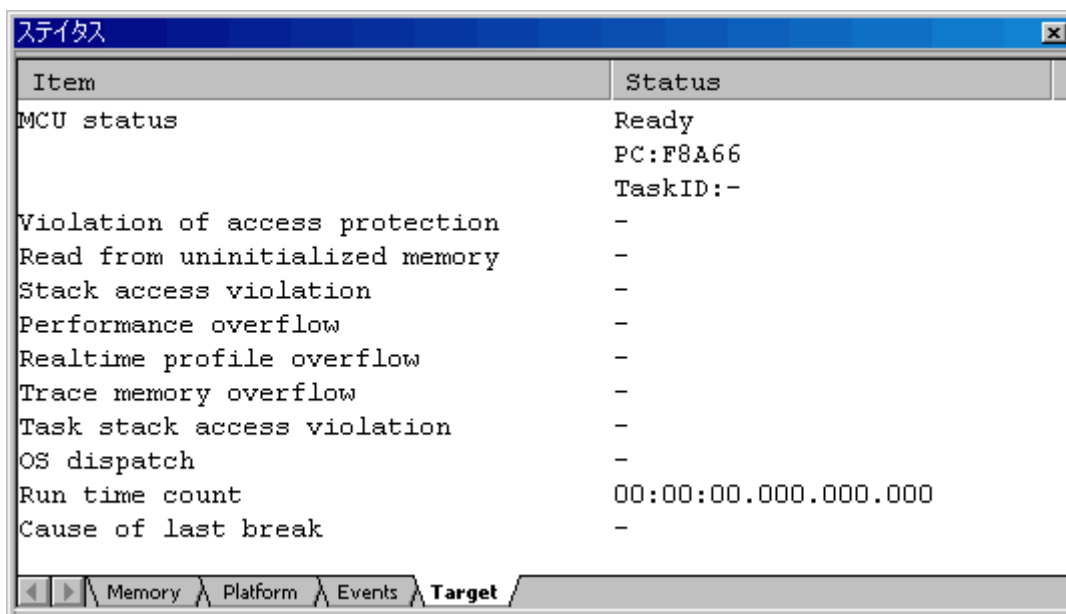 ステイタス
Item Status
MCU status Ready
PC:F8A66
TaskID:-
Violation of access protection -
Read from uninitialized memory -
Stack access violation -
Performance overflow -
Realtime profile overflow -
Trace memory overflow -
Task stack access violation -
OS dispatch -
Run time count 00:00:00.000.000.000
Cause of last break -
Memory Platform Events Target